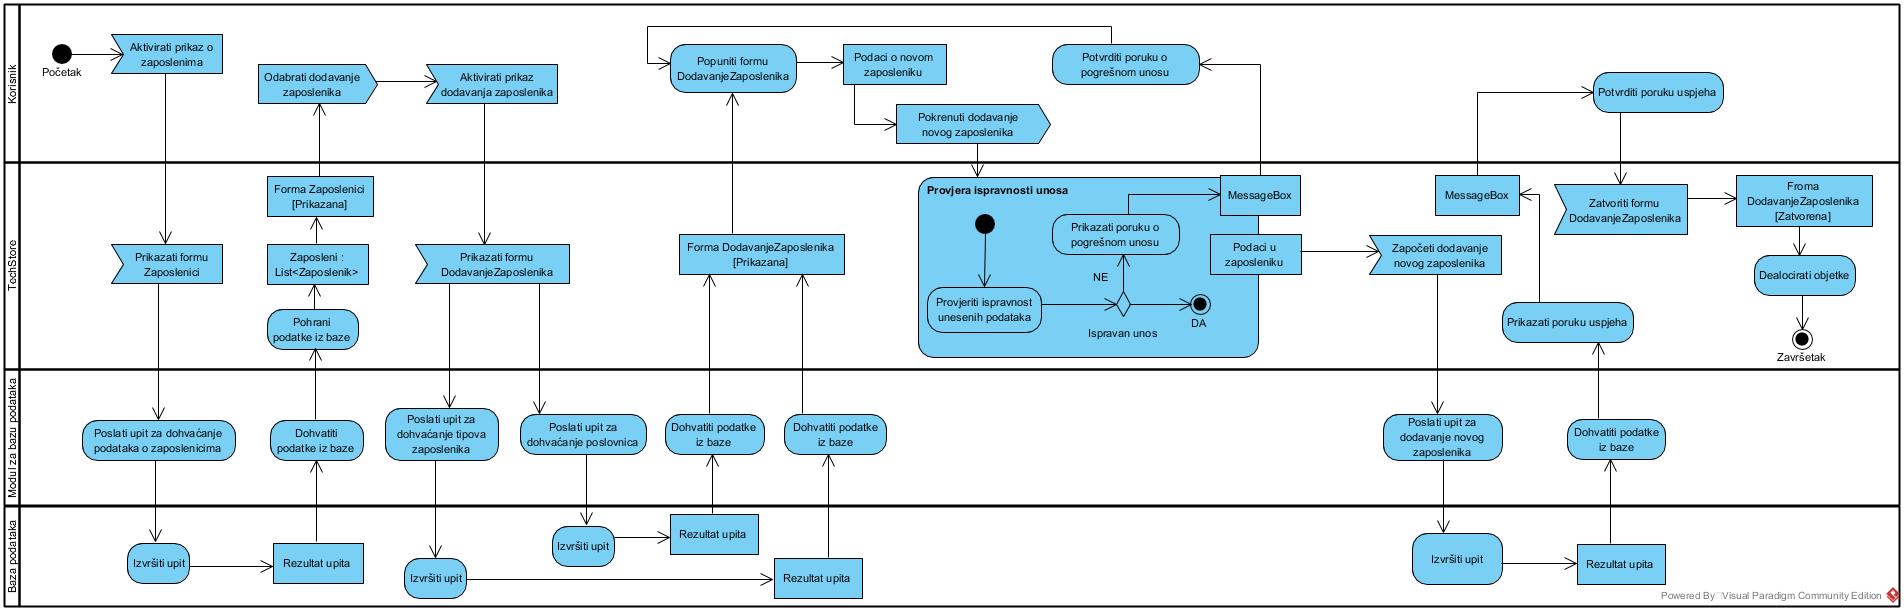 Korisnik
Početak
Aktivirati prikaz o
zaposlenima
Odabrati dodavanje
zaposlenika
Aktivirati prikaz
dodavanja zaposlenika
Popuniti formu
DodavanjeZaposlenika
Podaci o novom
zaposleniku
Pokrenuti dodavanje
novog zaposlenika
Potvrditi poruku o
pogrešnom unosu
Potvrditi poruku uspjeha
TechStore
Prikazati formu
Zaposlenici
Forma Zaposlenici
[Prikazana]
Zaposleni :
List<Zaposlenik>
Pohrani
podatke iz baze
Prikazati formu
DodavanjeZaposlenika
Forma DodavanjeZaposlenika
[Prikazana]
Provjera ispravnosti unosa
Provjeriti ispravnost
unesenih podataka
Prikazati poruku o
pogrešnom unosu
NE
Ispravan unos
DA
MessageBox
Podaci u
zaposleniku
Započeti dodavanje
novog zaposlenika
MessageBox
Prikazati poruku uspjeha
Zatvoriti formu
DodavanjeZaposlenika
Froma
DodavanjeZaposlenika
[Zatvorena]
Dealocirati objetke
Završetak
Modul za bazu podataka
Poslati upit za dohvaćanje
podataka o zaposlenicima
Dohvatiti
podatke iz baze
Poslati upit za
dohvaćanje tipova
zaposlenika
Poslati upit za
dohvaćanje poslovnica
Dohvatiti podatke
iz baze
Dohvatiti podatke
iz baze
Poslati upit za
dodavanje novog
zaposlenika
Dohvatiti podatke
iz baze
Baza podataka
Izvršiti upit
Rezultat upita
Izvršiti upit
Izvršiti upit
Rezultat upita
Rezultat upita
Izvršiti upit
Rezultat upita
Powered By Visual Paradigm Community Edition